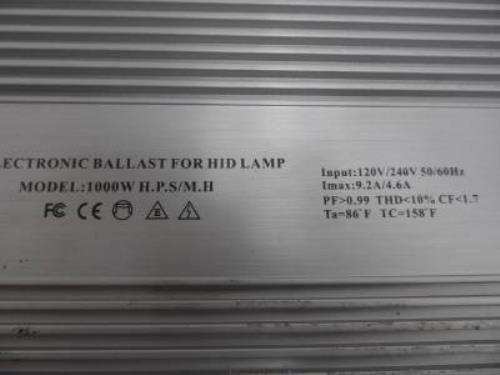 ELECTRONIC BALLAST FOR HID LAMP
MODEL:1000W H.P.S/M.H
FC CE
Input:120V/240V 50/60Hz
Imax:9.2A/4.6A
PF>0.99 THD<10% CF<1.7
Ta=86°F TC=158°F